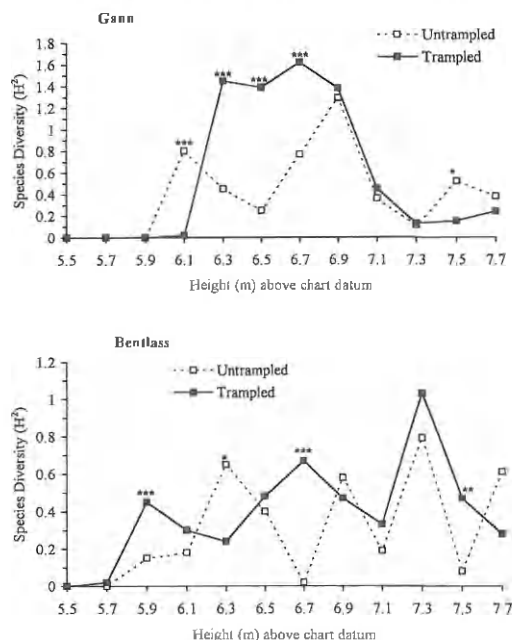 Gann
Untrampled
Trampled
Species Diversity (H²)
1.8
1.6
1.4
1.2
1
0.8
0.6
0.4
0.2
0
***
***
***
***
*
5.5 5.7 5.9 6.1 6.3 6.5 6.7 6.9 7.1 7.3 7.5 7.7
Height (m) above chart datum
Bentlass
Untrampled
Trampled
Species Diversity (H²)
1.2
1
0.8
0.6
0.4
0.2
0
***
*
***
**
5.5 5.7 5.9 6.1 6.3 6.5 6.7 6.9 7.1 7.3 7.5 7.7
Height (m) above chart datum